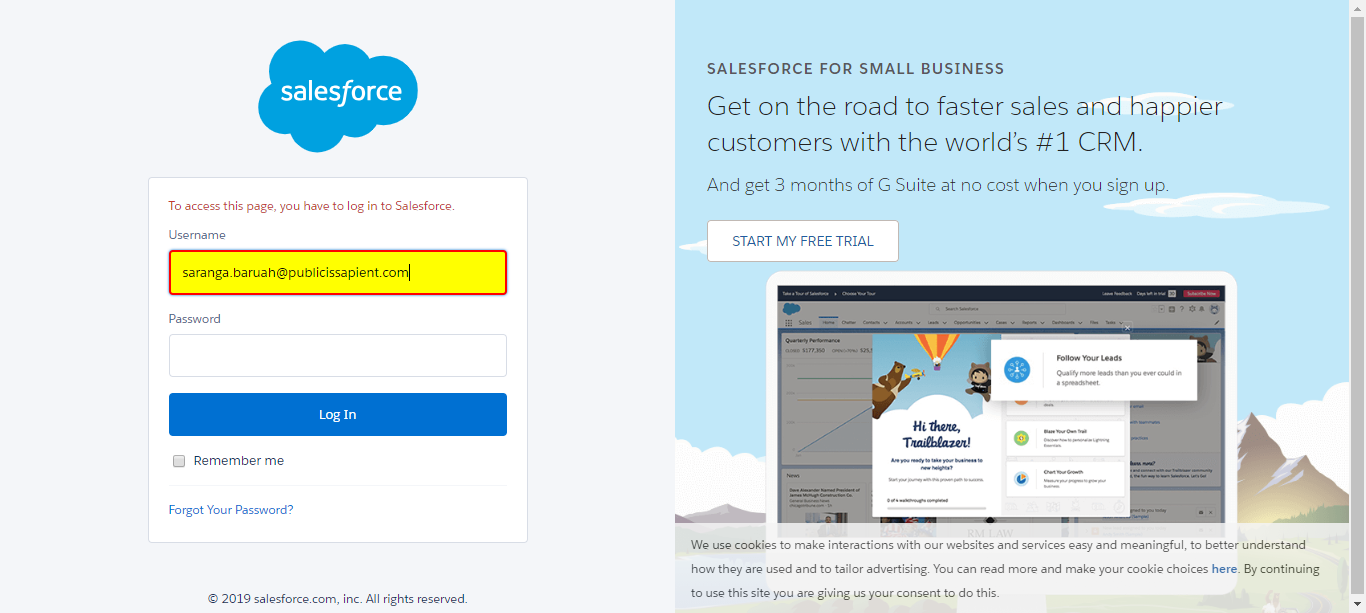 salesforce
To access this page, you have to log in to Salesforce.
Username
saranga.baruah@publicissapient.com
Password
Log In
Remember me
Forgot Your Password?
© 2019 salesforce.com, inc. All rights reserved.
SALESFORCE FOR SMALL BUSINESS
Get on the road to faster sales and happier
customers with the world's #1 CRM.
And get 3 months of G Suite at no cost when you sign up.
START MY FREE TRIAL
Take a Tour of Salesforce
Choose Your Tour
Leave Feedback
Days left in trial
Subscribe Now
Search Salesforce
Sales
Home
Chatter
Contacts
Accounts
Leads
Opportunities
Cases
Reports
Dashboards
Files
Tasks
Quarterly Performance
CLOSED $177,350
Follow Your Leads
Qualify more leads than you ever could in
a spreadsheet.
Hi there,
Trailblazer!
Are you ready to take your business to
new heights?
Start your journey with this proven path to success.
0 of 4 walkthroughs completed
Blaze Your Own Trail
Discover how to personalize Lightning
Essentials.
Chart Your Growth
Measure your progress as you grow your
business.
News
Dave Alexander Named President of
James McHugh Construction Co.
RM LAW
We use cookies to make interactions with our websites and services easy and meaningful, to better understand
how they are used and to tailor advertising. You can read more and make your cookie choices here. By continuing
to use this site you are giving us your consent to do this.